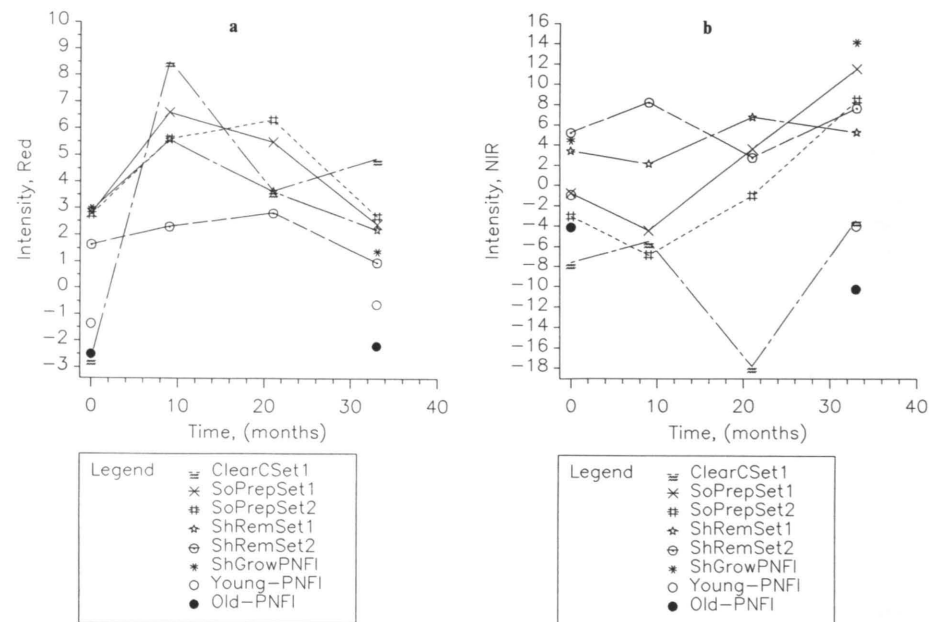 a
10
9
8
7
6
5
4
3
2
1
0
−1
−2
−3
Intensity, Red
0 10 20 30 40
Time, (months)
Legend
ClearCSet1
SoPrepSet1
SoPrepSet2
ShRemSet1
ShRemSet2
ShGrowPNFI
Young−PNFI
Old−PNFI
b
16
14
12
10
8
6
4
2
0
−2
−4
−6
−8
−10
−12
−14
−16
−18
Intensity, NIR
0 10 20 30 40
Time, (months)
Legend
ClearCSet1
SoPrepSet1
SoPrepSet2
ShRemSet1
ShRemSet2
ShGrowPNFI
Young−PNFI
Old−PNFI